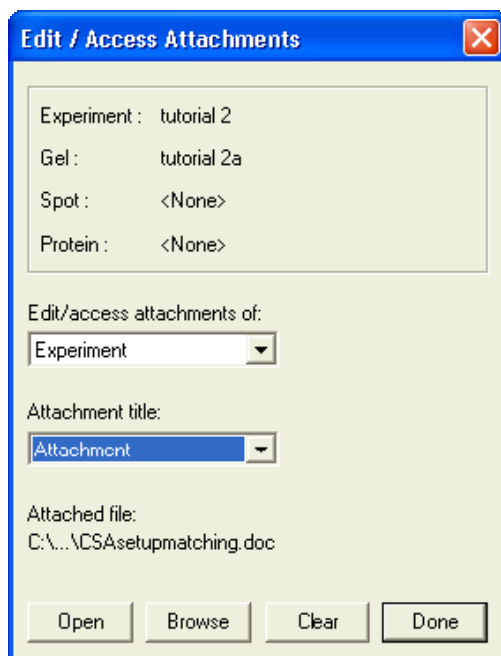 Edit / Access Attachments
Experiment : tutorial 2
Gel : tutorial 2a
Spot : <None>
Protein : <None>
Edit/access attachments of:
Experiment
Attachment title:
Attachment
Attached file:
C:\...\CSAsetupmatching.doc
Open Browse Clear Done